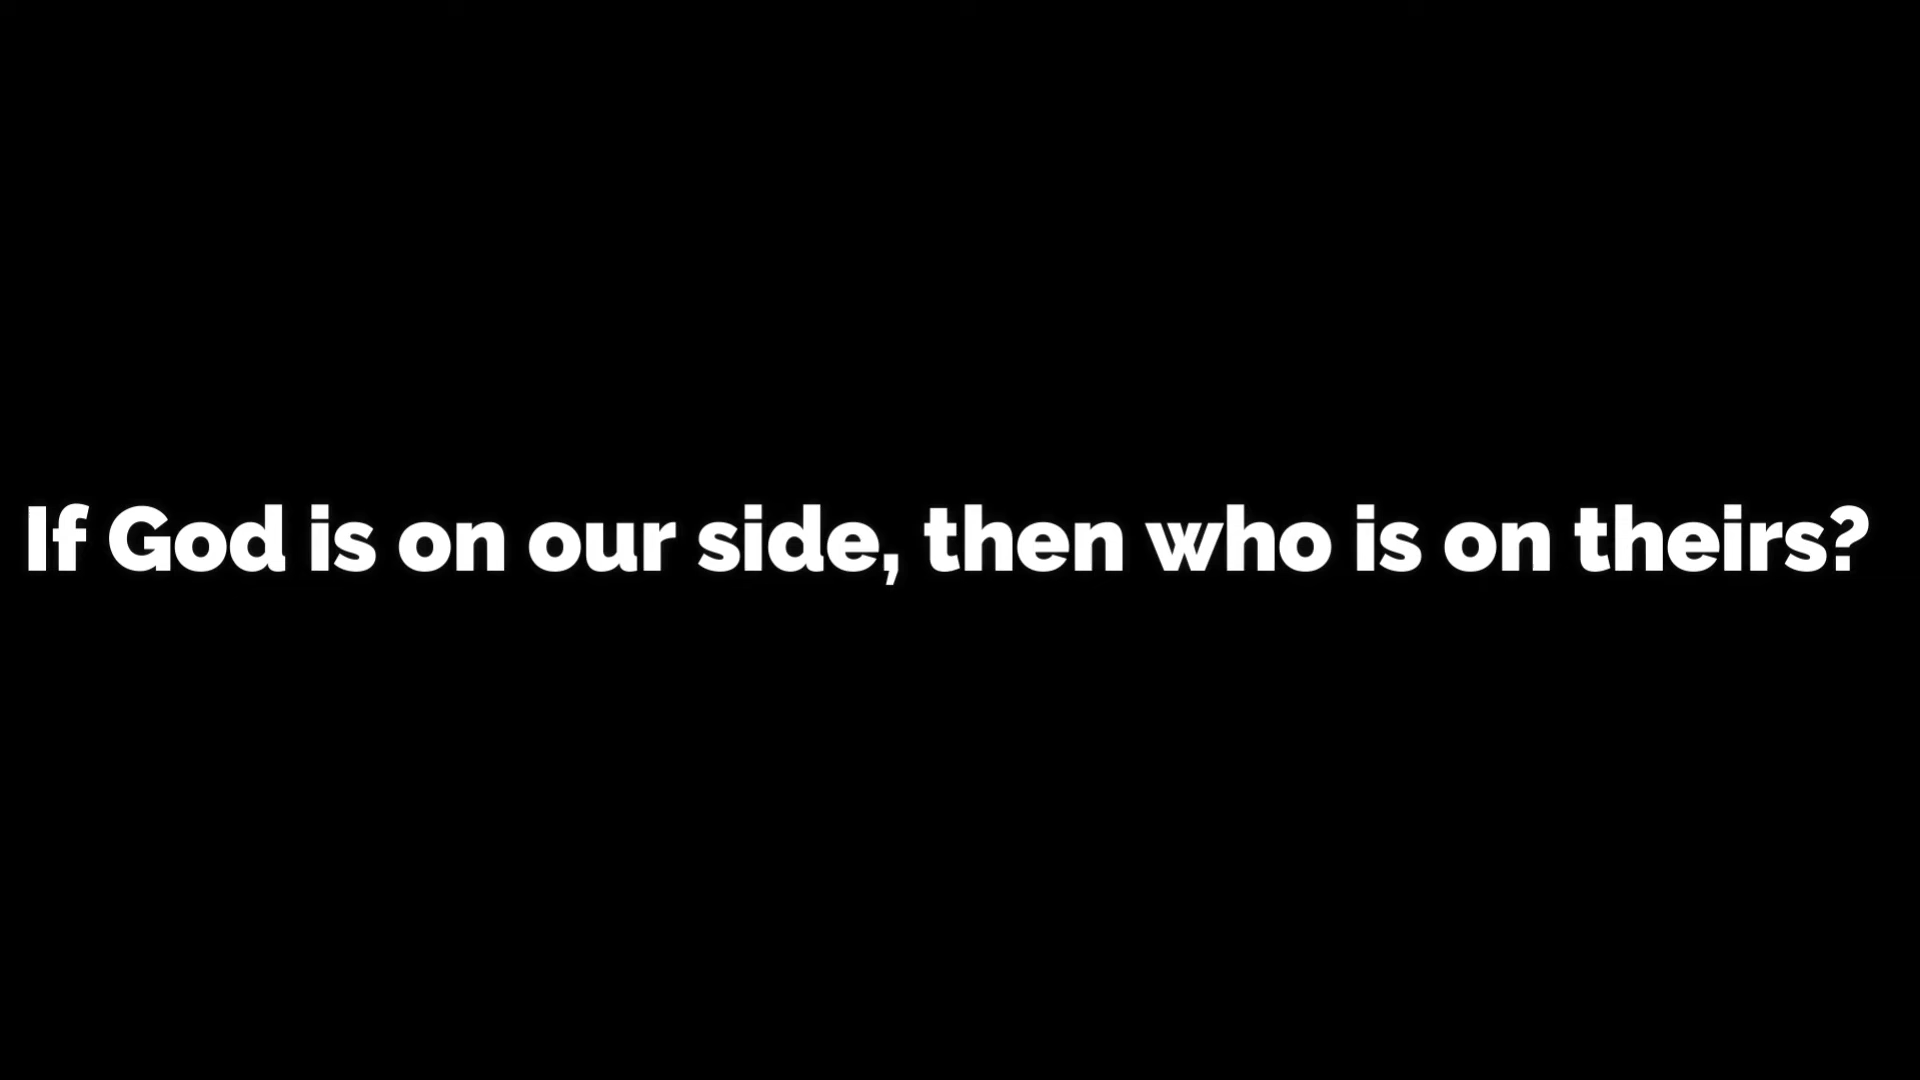 If God is on our side, then who is on theirs?